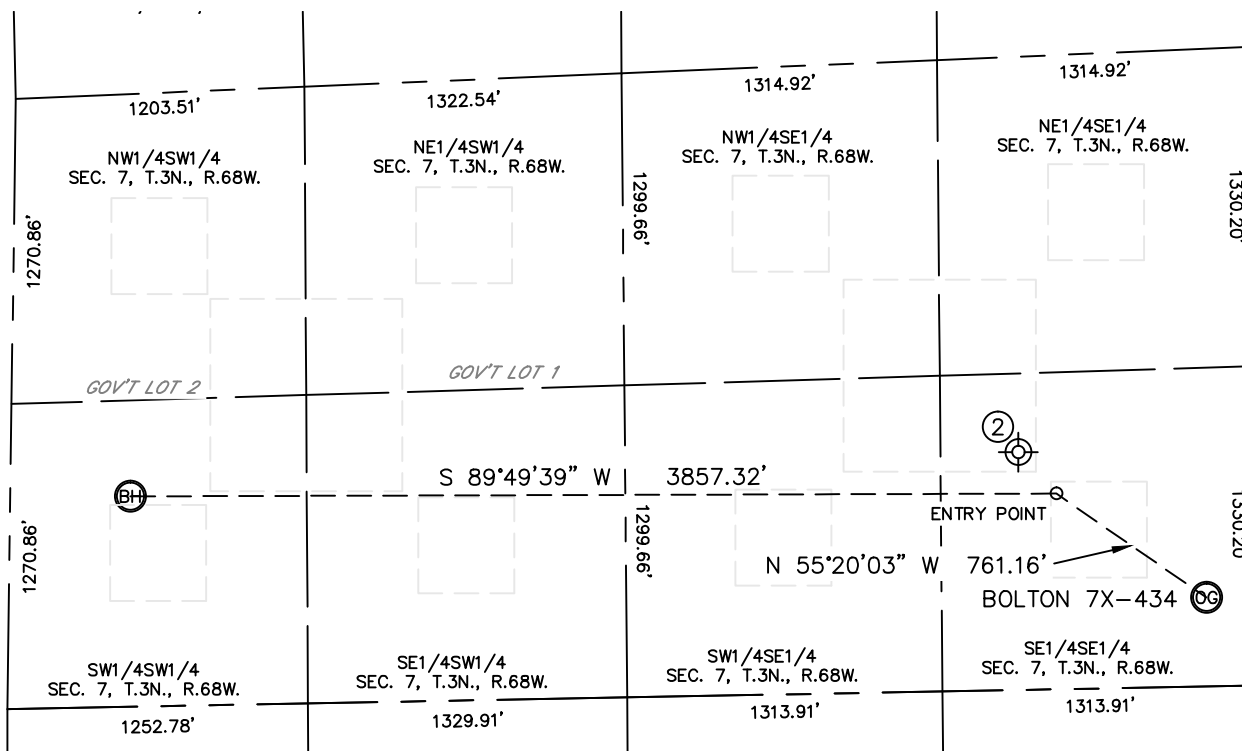 1203.51'
1322.54'
1314.92'
1314.92'
NW1/4SW1/4
SEC. 7, T.3N., R.68W.
NE1/4SW1/4
SEC. 7, T.3N., R.68W.
NW1/4SE1/4
SEC. 7, T.3N., R.68W.
NE1/4SE1/4
SEC. 7, T.3N., R.68W.
1270.86'
1299.66'
1330.20'
GOV'T LOT 2
GOV'T LOT 1
2
BH
S 89°49'39" W 3857.32'
ENTRY POINT
1270.86'
1299.66'
1330.20
N 55°20'03" W 761.16'
BOLTON 7X-434
OG
SW1/4SW1/4
SEC. 7, T.3N., R.68W.
SE1/4SW1/4
SEC. 7, T.3N., R.68W.
SW1/4SE1/4
SEC. 7, T.3N., R.68W.
SE1/4SE1/4
SEC. 7, T.3N., R.68W.
1252.78'
1329.91'
1313.91'
1313.91'